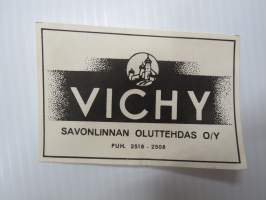 VICHY
SAVONLINNAN OLUTTEHDAS O/Y
PUH. 2518 - 2508